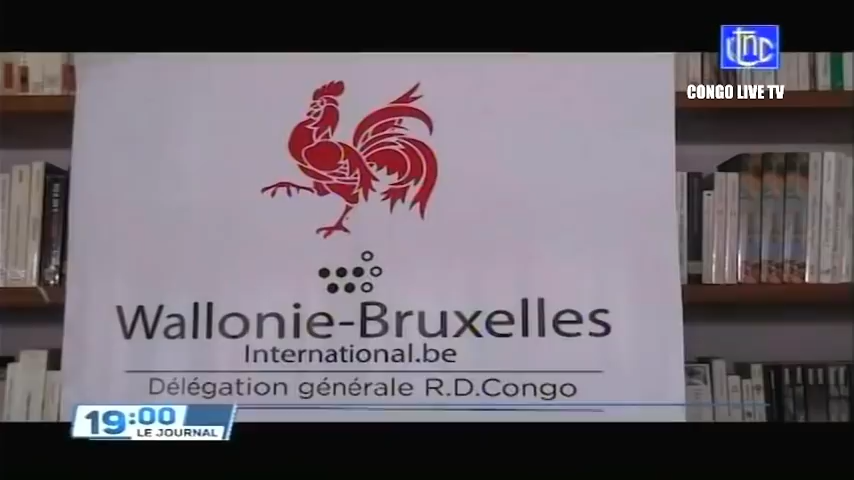 CONGO LIVE TV
Wallonie-Bruxelles
International.be
Délégation générale R.D.Congo
19:00
LE JOURNAL